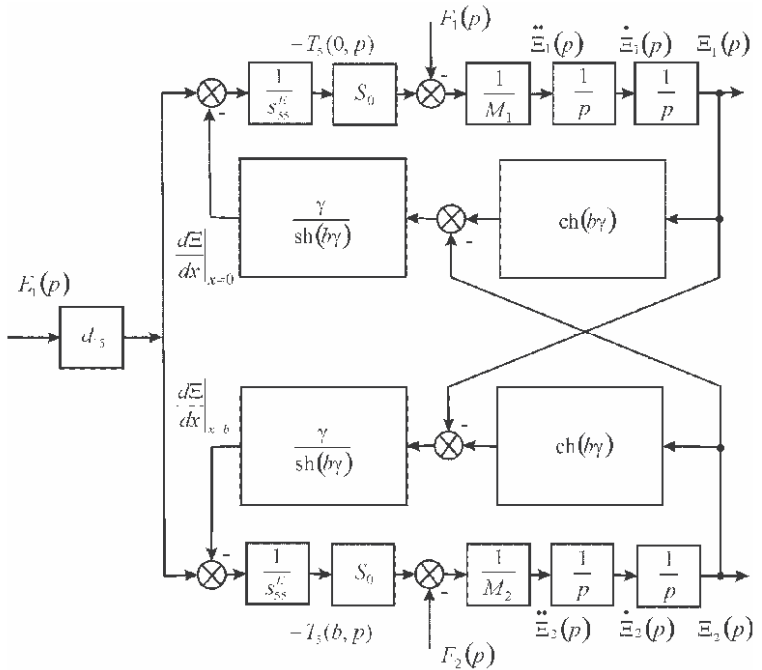 F₁(p)
−T₅(0, p)
Ξ̈₁(p)
Ξ̇₁(p)
Ξ₁(p)
1/s₅₅ᴱ
S₀
-
1/M₁
1/p
1/p
-
γ/sh(bγ)
-
ch(bγ)
dΞ/dx|x=0
E₁(p)
d₁₅
dΞ/dx|x=b
γ/sh(bγ)
-
ch(bγ)
-
1/s₅₅ᴱ
S₀
-
1/M₂
1/p
1/p
−T₅(b, p)
F₂(p)
Ξ̈₂(p)
Ξ̇₂(p)
Ξ₂(p)